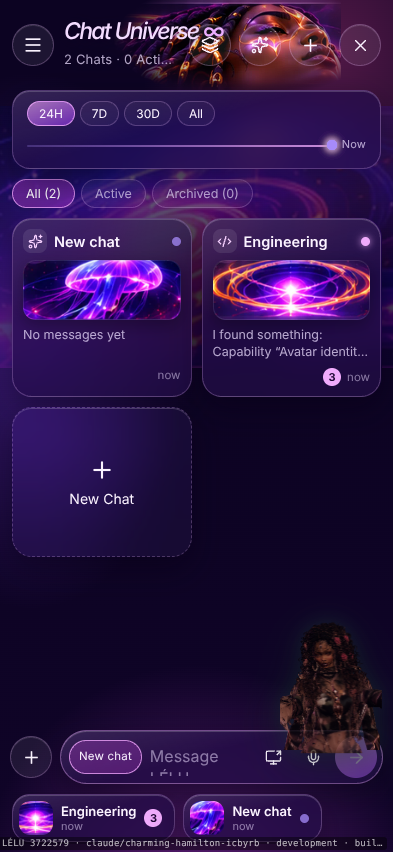 Chat Universe ∞
2 Chats · 0 Acti...
24H
7D
30D
All
Now
All (2)
Active
Archived (0)
New chat
Engineering
No messages yet
I found something:
Capability “Avatar identit...
now
3 now
New Chat
New chat
Message
Engineering
now
3
New chat
now
LÉLU 3722579 · claude/charming-hamilton-icbyrb · development · buil…